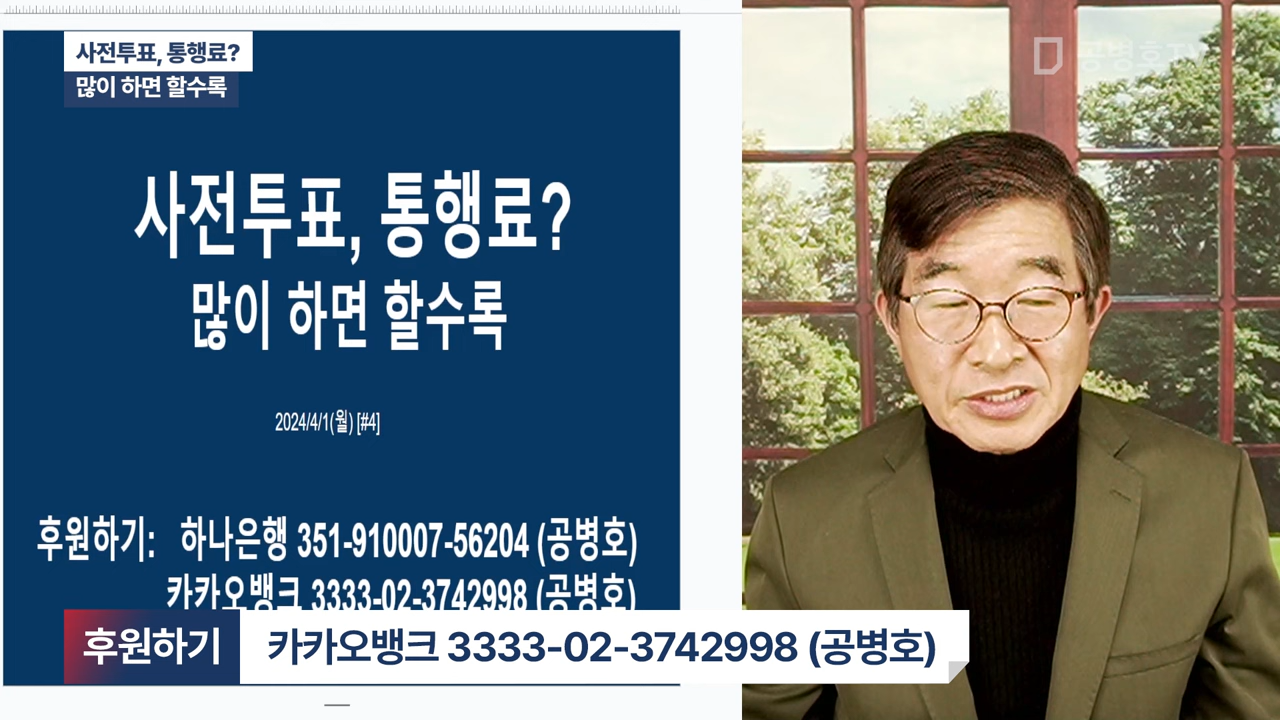 사전투표, 통행료?
많이 하면 할수록
공병호TV
사전투표, 통행료?
많이 하면 할수록
2024/4/1(월) [#4]
후원하기: 하나은행 351-910007-56204 (공병호)
카카오뱅크 3333-02-3742998 (공병호)
후원하기 카카오뱅크 3333-02-3742998 (공병호)